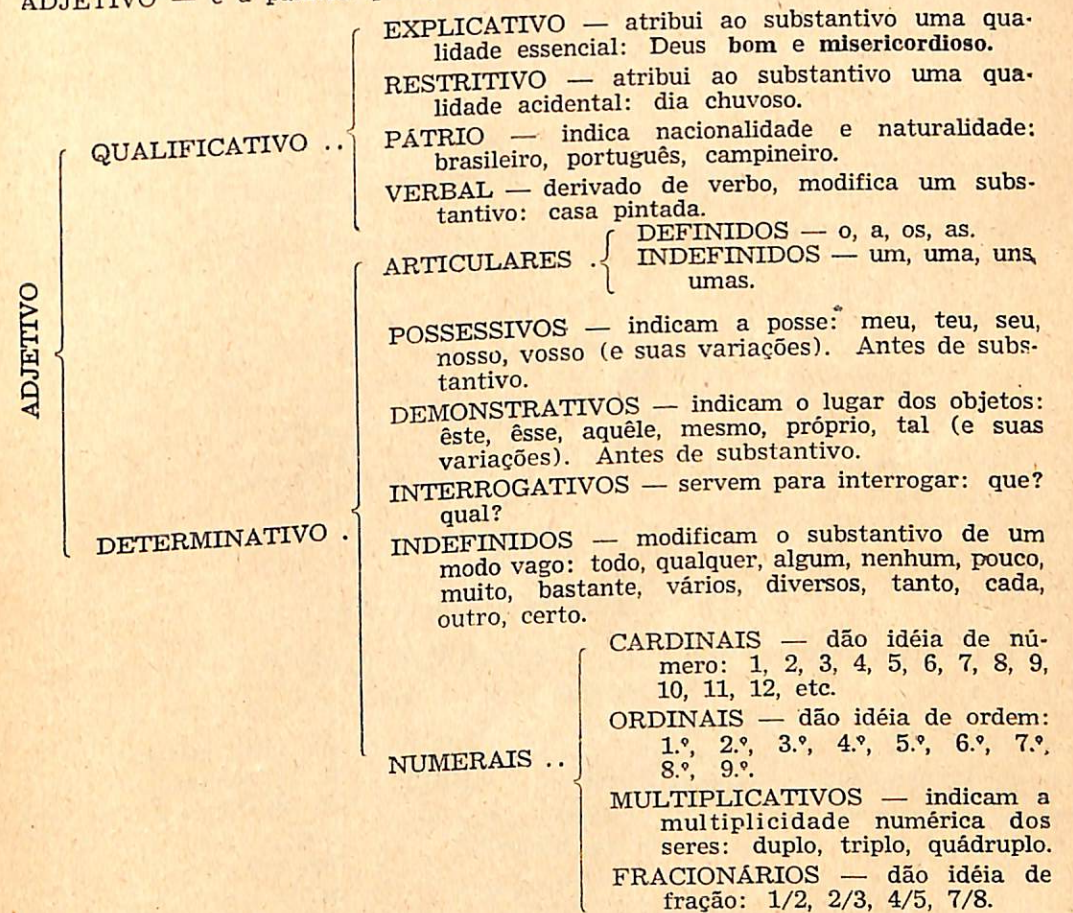 ADJETIVO — é a
EXPLICATIVO — atribui ao substantivo uma qua-
lidade essencial: Deus bom e misericordioso.
RESTRITIVO — atribui ao substantivo uma qua-
lidade acidental: dia chuvoso.
QUALIFICATIVO ..
PÁTRIO — indica nacionalidade e naturalidade:
brasileiro, português, campineiro.
VERBAL — derivado de verbo, modifica um subs-
tantivo: casa pintada.
ADJETIVO
ARTICULARES .
DEFINIDOS — o, a, os, as.
INDEFINIDOS — um, uma, uns,
umas.
POSSESSIVOS — indicam a posse: meu, teu, seu,
nosso, vosso (e suas variações). Antes de subs-
tantivo.
DEMONSTRATIVOS — indicam o lugar dos objetos:
êste, êsse, aquêle, mesmo, próprio, tal (e suas
variações). Antes de substantivo.
INTERROGATIVOS — servem para interrogar: que?
qual?
DETERMINATIVO .
INDEFINIDOS — modificam o substantivo de um
modo vago: todo, qualquer, algum, nenhum, pouco,
muito, bastante, vários, diversos, tanto, cada,
outro, certo.
NUMERAIS ..
CARDINAIS — dão idéia de nú-
mero: 1, 2, 3, 4, 5, 6, 7, 8, 9,
10, 11, 12, etc.
ORDINAIS — dão idéia de ordem:
1.º, 2.º, 3.º, 4.º, 5.º, 6.º, 7.º,
8.º, 9.º.
MULTIPLICATIVOS — indicam a
multiplicidade numérica dos
seres: duplo, triplo, quádruplo.
FRACIONÁRIOS — dão idéia de
fração: 1/2, 2/3, 4/5, 7/8.